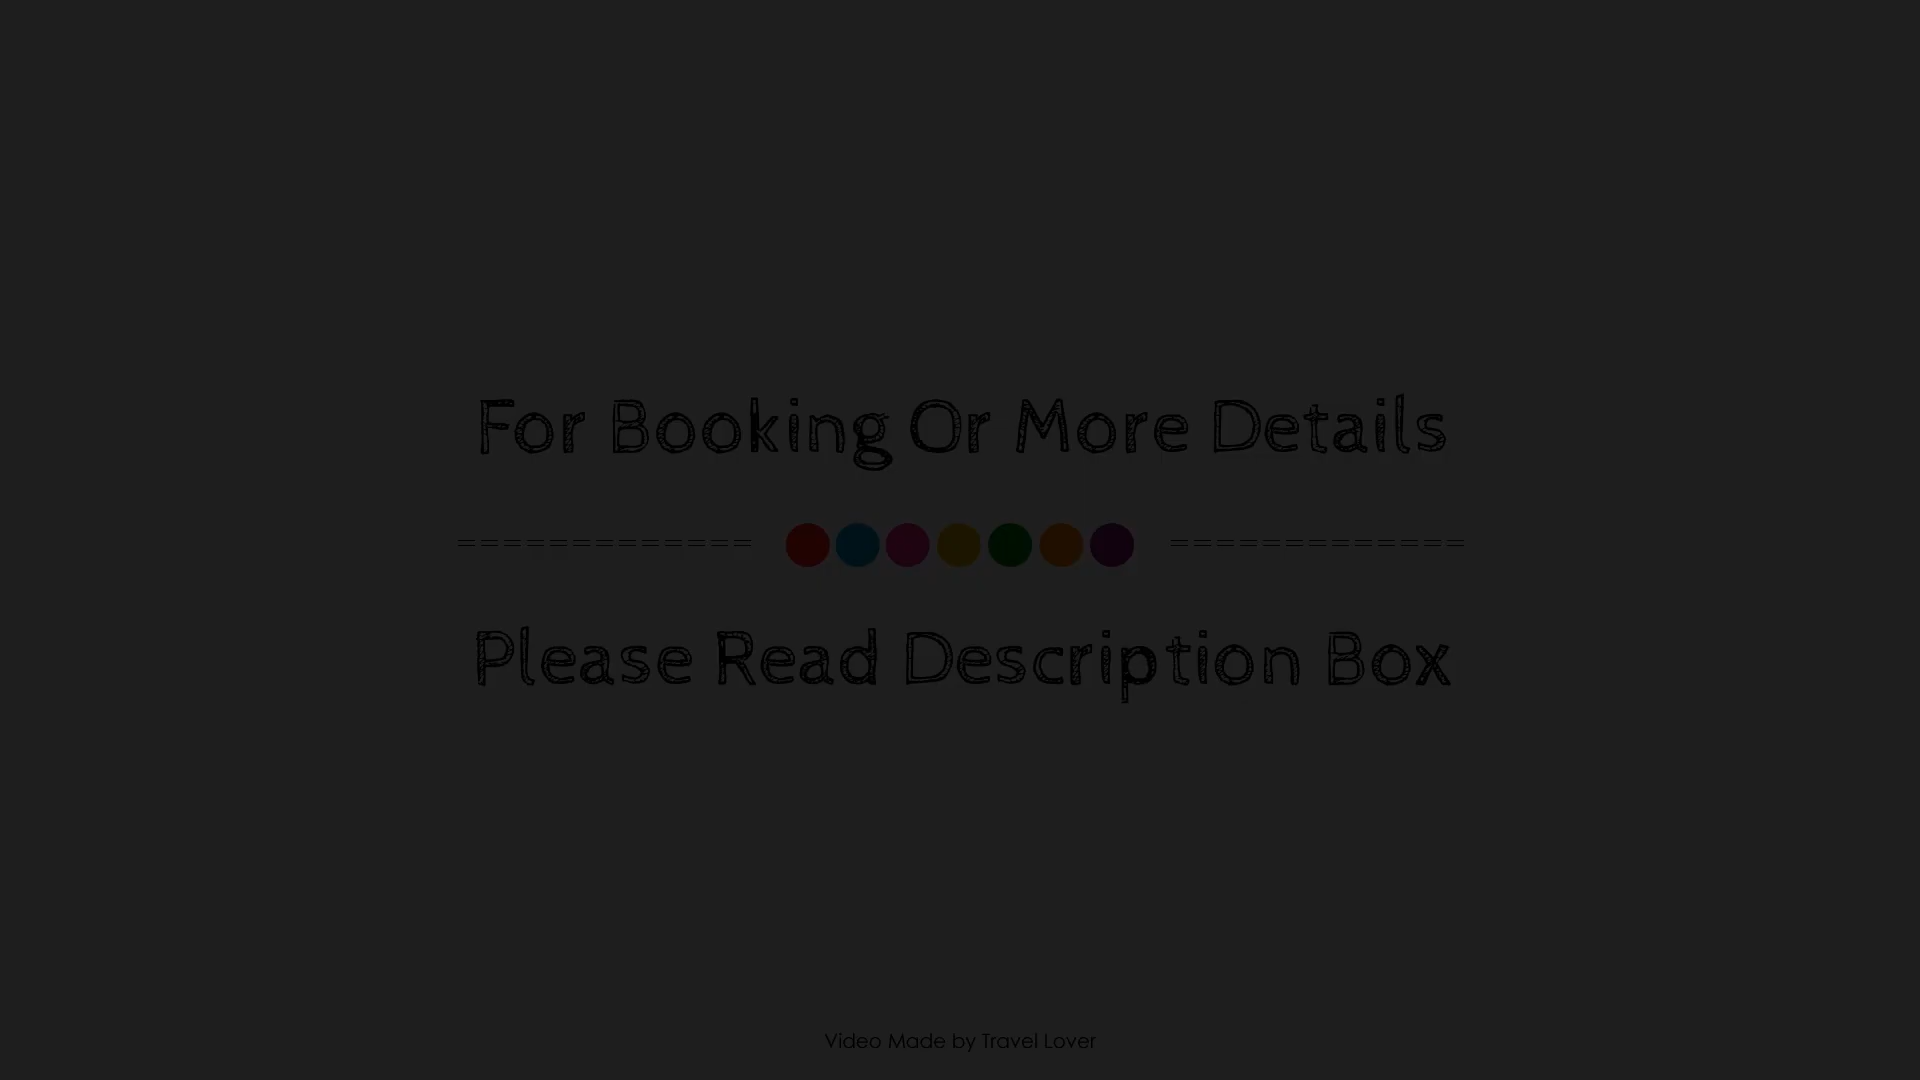 For Booking Or More Details
============= =============
Please Read Description Box
Video Made by Travel Lover